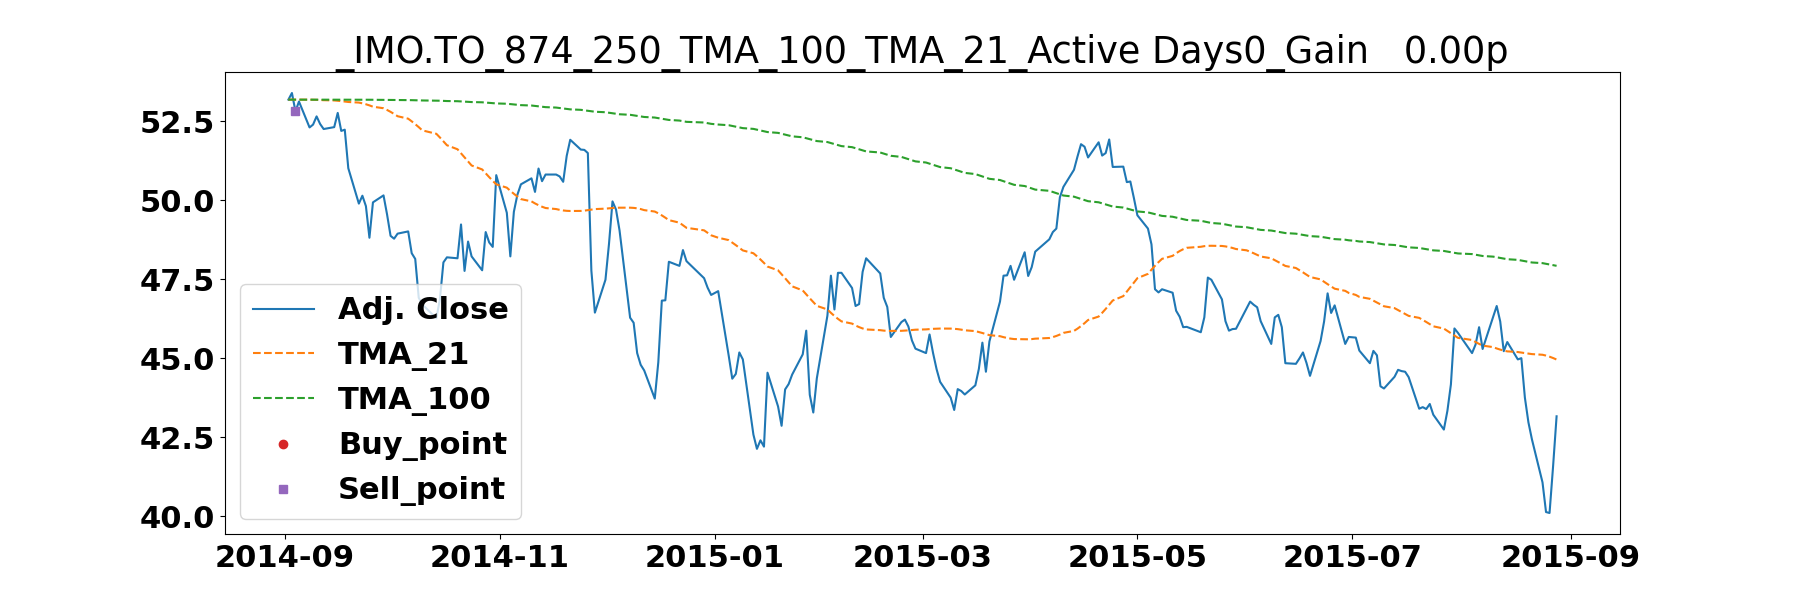 _IMO.TO_874_250_TMA_100_TMA_21_Active Days0_Gain   0.00p
52.5
50.0
47.5
45.0
42.5
40.0
Adj. Close
TMA_21
TMA_100
Buy_point
Sell_point
2014-09 2014-11 2015-01 2015-03 2015-05 2015-07 2015-09